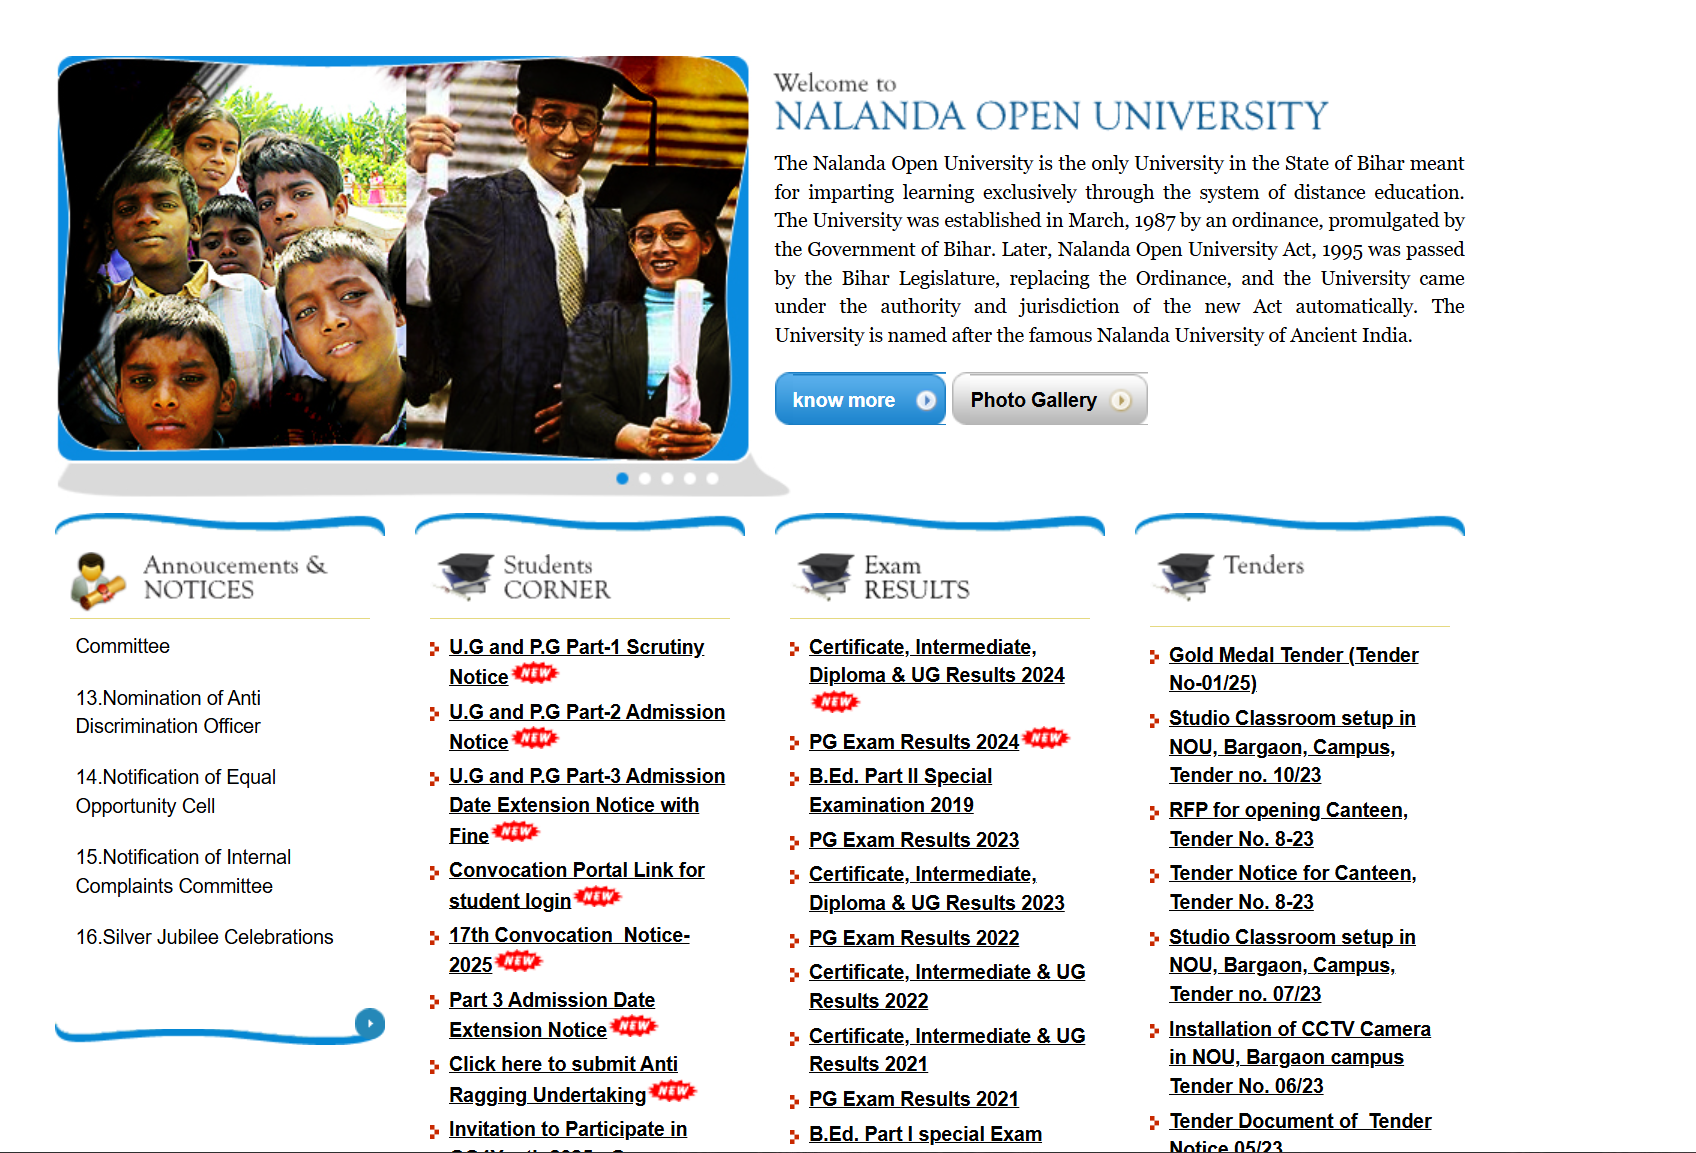 Welcome to
NALANDA OPEN UNIVERSITY
The Nalanda Open University is the only University in the State of Bihar meant
for imparting learning exclusively through the system of distance education.
The University was established in March, 1987 by an ordinance, promulgated by
the Government of Bihar. Later, Nalanda Open University Act, 1995 was passed
by the Bihar Legislature, replacing the Ordinance, and the University came
under the authority and jurisdiction of the new Act automatically. The
University is named after the famous Nalanda University of Ancient India.
know more
Photo Gallery
Annoucements &
NOTICES
Committee
13.Nomination of Anti
Discrimination Officer
14.Notification of Equal
Opportunity Cell
15.Notification of Internal
Complaints Committee
16.Silver Jubilee Celebrations
Students
CORNER
U.G and P.G Part-1 Scrutiny
Notice NEW
U.G and P.G Part-2 Admission
Notice NEW
U.G and P.G Part-3 Admission
Date Extension Notice with
Fine NEW
Convocation Portal Link for
student login NEW
17th Convocation Notice-
2025 NEW
Part 3 Admission Date
Extension Notice NEW
Click here to submit Anti
Ragging Undertaking NEW
Invitation to Participate in
Exam
RESULTS
Certificate, Intermediate,
Diploma & UG Results 2024
NEW
PG Exam Results 2024 NEW
B.Ed. Part II Special
Examination 2019
PG Exam Results 2023
Certificate, Intermediate,
Diploma & UG Results 2023
PG Exam Results 2022
Certificate, Intermediate & UG
Results 2022
Certificate, Intermediate & UG
Results 2021
PG Exam Results 2021
B.Ed. Part I special Exam
Tenders
Gold Medal Tender (Tender
No-01/25)
Studio Classroom setup in
NOU, Bargaon, Campus,
Tender no. 10/23
RFP for opening Canteen,
Tender No. 8-23
Tender Notice for Canteen,
Tender No. 8-23
Studio Classroom setup in
NOU, Bargaon, Campus,
Tender no. 07/23
Installation of CCTV Camera
in NOU, Bargaon campus
Tender No. 06/23
Tender Document of Tender
Notice 05/23